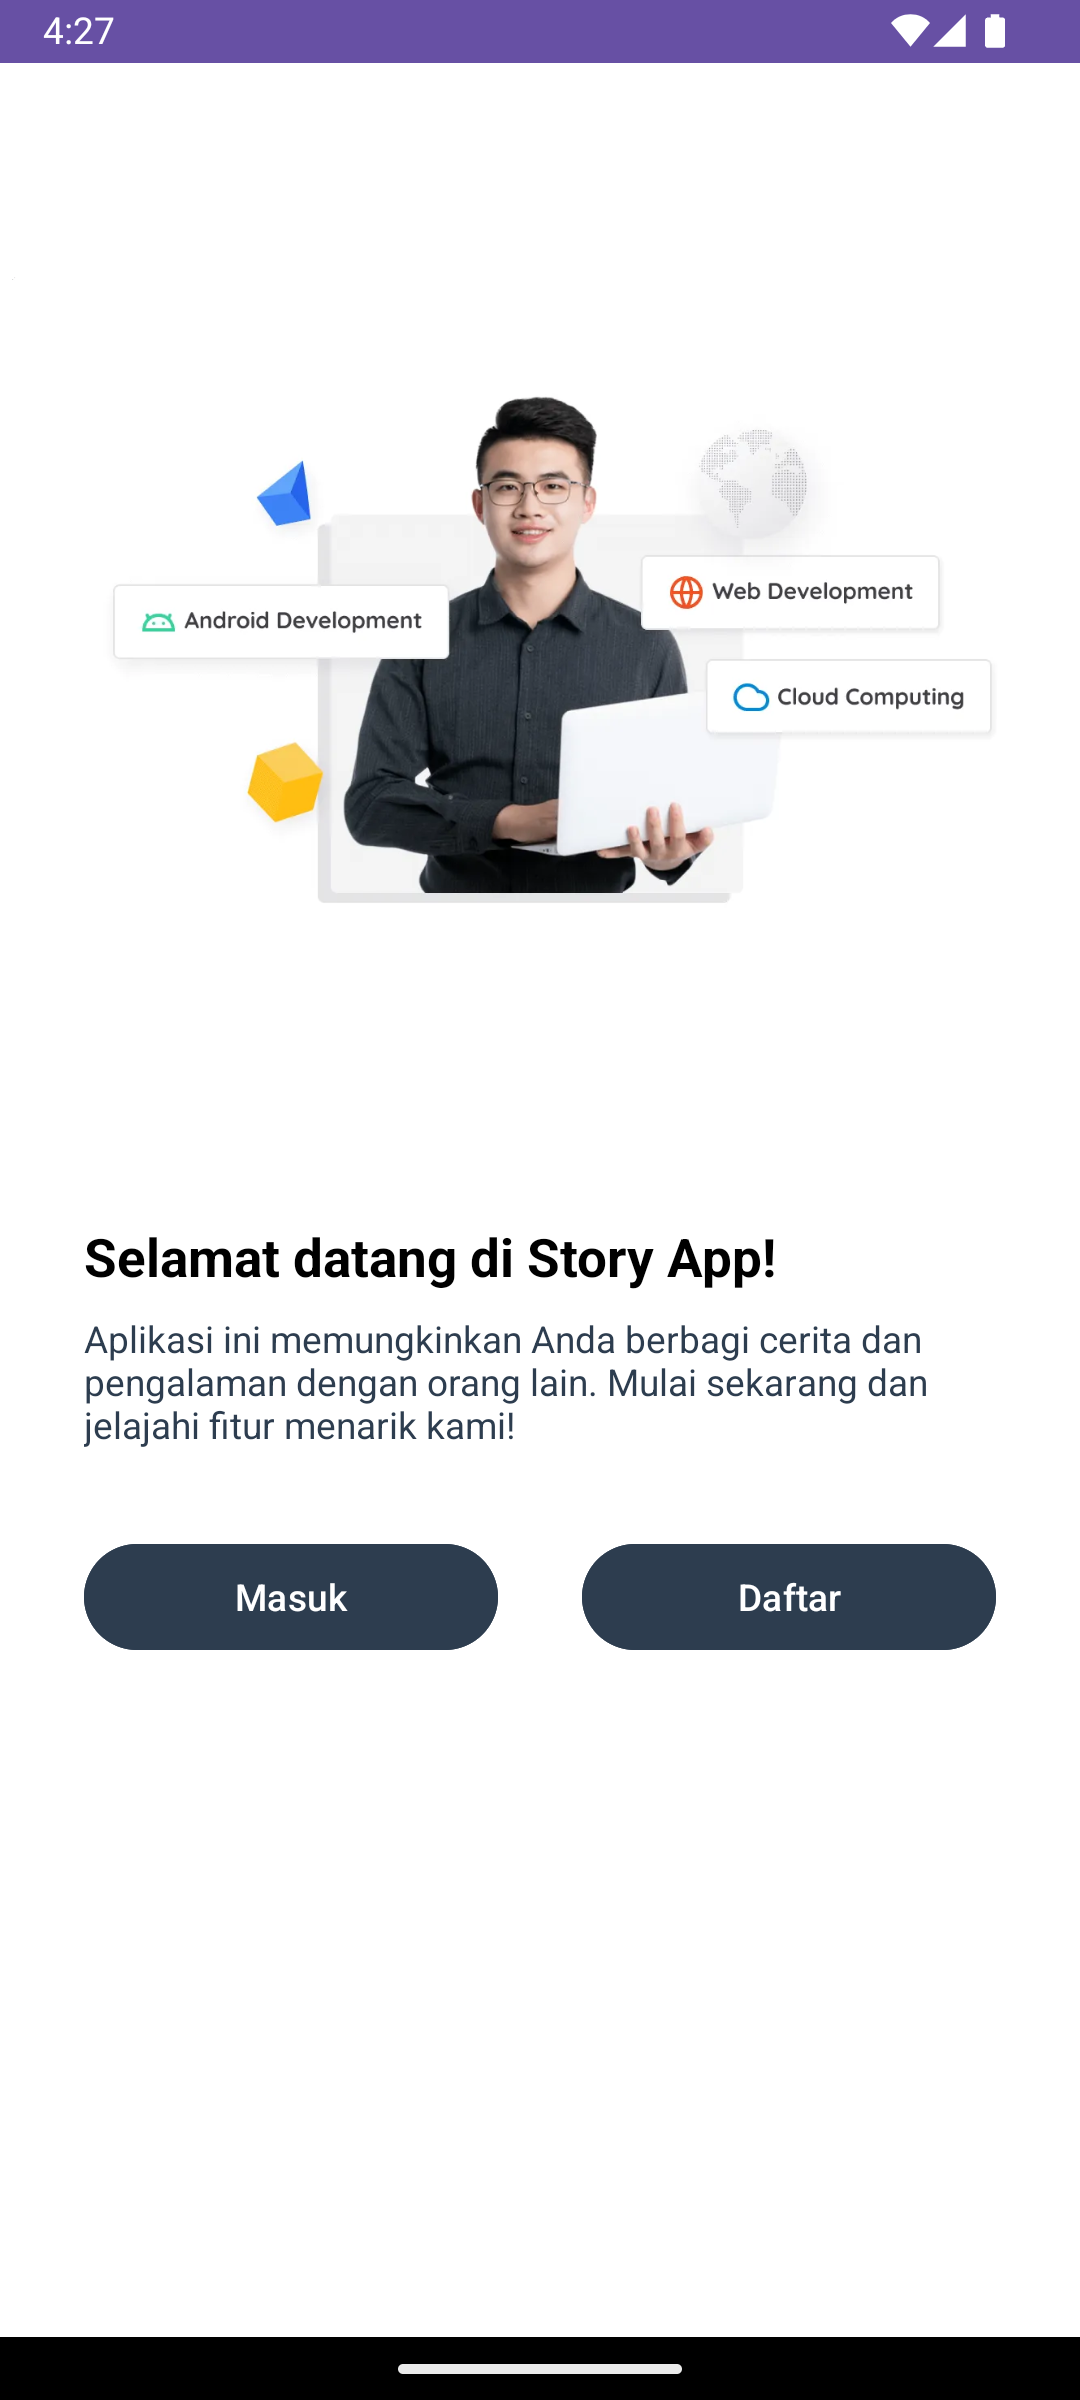 4:27
Android Development
Web Development
Cloud Computing
Selamat datang di Story App!
Aplikasi ini memungkinkan Anda berbagi cerita dan
pengalaman dengan orang lain. Mulai sekarang dan
jelajahi fitur menarik kami!
Masuk
Daftar